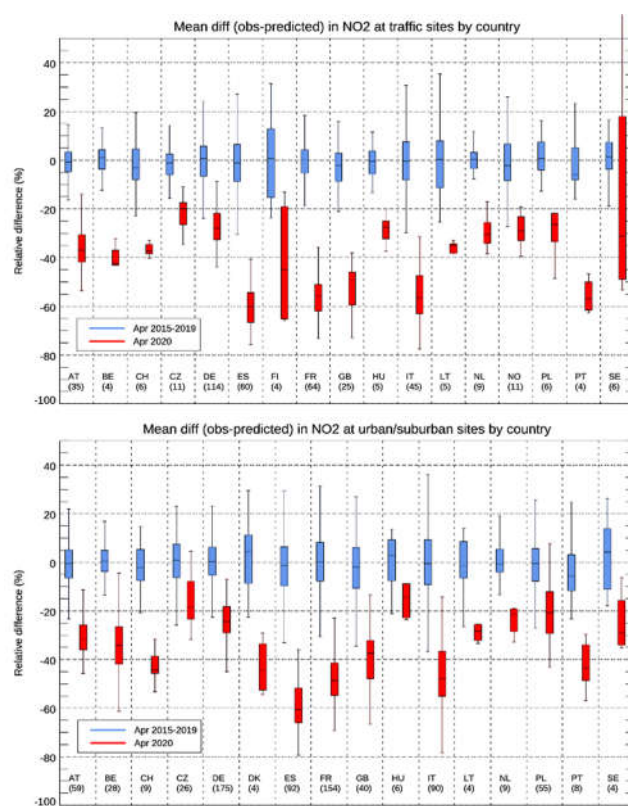 Mean diff (obs-predicted) in NO2 at traffic sites by country
40
20
0
-20
-40
-60
-80
-100
Relative difference (%)
Apr 2015-2019
Apr 2020
AT BE CH CZ DE ES FI FR GB HU IT LT NL NO PL PT SE
(35) (4) (6) (11) (114) (60) (4) (64) (25) (5) (45) (5) (9) (11) (6) (4) (6)
Mean diff (obs-predicted) in NO2 at urban/suburban sites by country
40
20
0
-20
-40
-60
-80
-100
Relative difference (%)
Apr 2015-2019
Apr 2020
AT BE CH CZ DE DK ES FR GB HU IT LT NL PL PT SE
(59) (28) (9) (26) (175) (4) (92) (154) (40) (6) (90) (4) (9) (55) (8) (4)